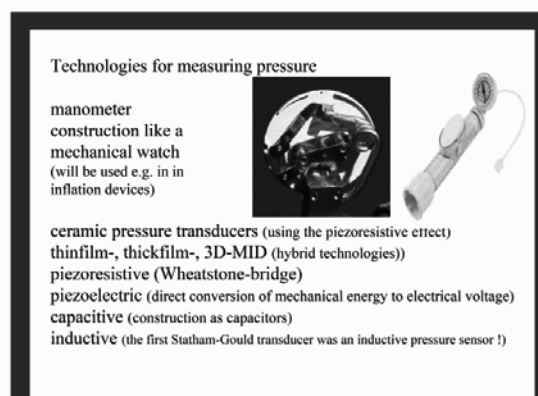 Technologies for measuring pressure
manometer
construction like a
mechanical watch
(will be used e.g. in in
inflation devices)
ceramic pressure transducers (using the piezoresistive effect)
thinfilm-, thickfilm-, 3D-MID (hybrid technologies))
piezoresistive (Wheatstone-bridge)
piezoelectric (direct conversion of mechanical energy to electrical voltage)
capacitive (construction as capacitors)
inductive (the first Statham-Gould transducer was an inductive pressure sensor !)